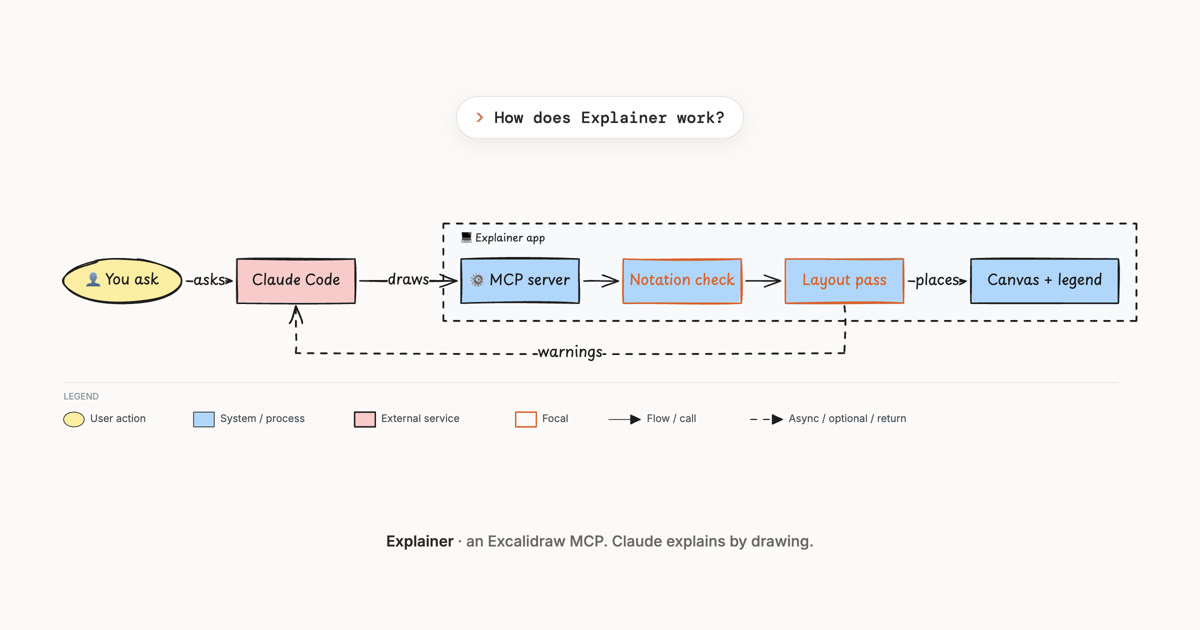 > How does Explainer work?
Explainer app
You ask
asks
Claude Code
draws
MCP server
Notation check
Layout pass
places
Canvas + legend
warnings
LEGEND
User action
System / process
External service
Focal
Flow / call
Async / optional / return
Explainer · an Excalidraw MCP. Claude explains by drawing.